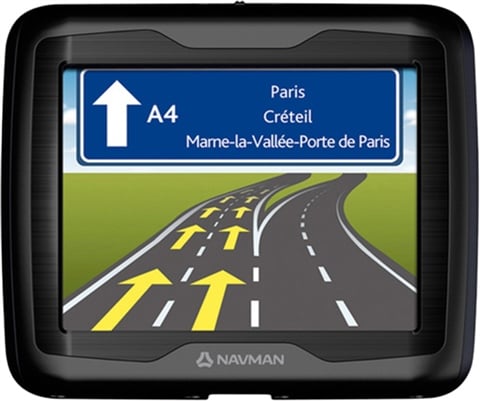 Paris
A4
Créteil
Marne-la-Vallée-Porte de Paris
NAVMAN